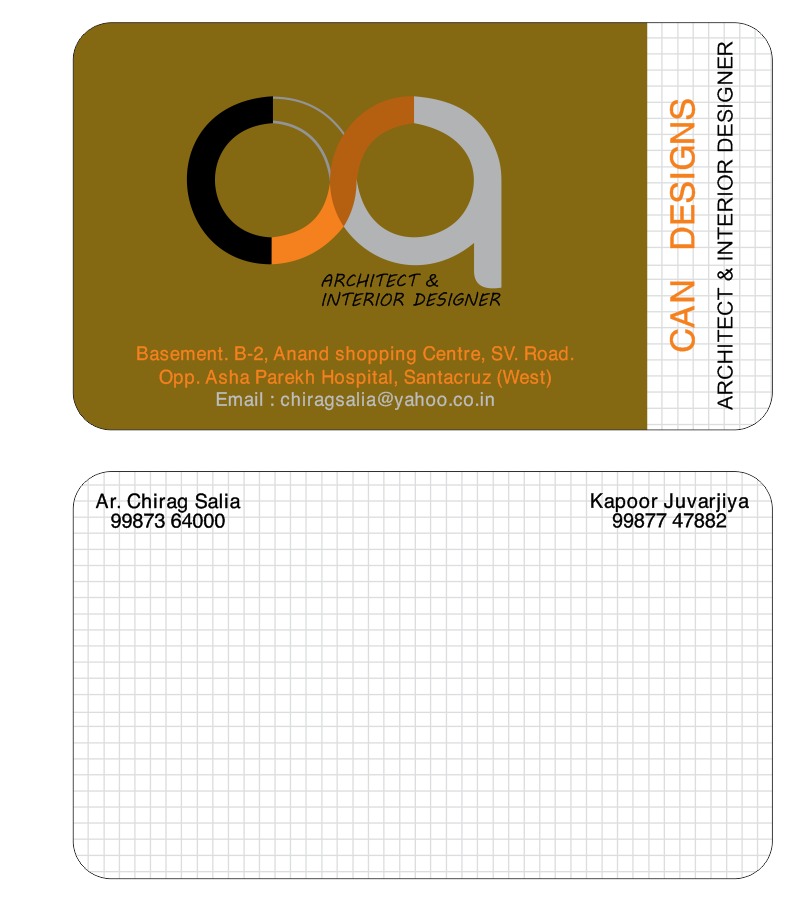 ARCHITECT &
INTERIOR DESIGNER
Basement. B-2, Anand shopping Centre, SV. Road.
Opp. Asha Parekh Hospital, Santacruz (West)
Email : chiragsalia@yahoo.co.in
CAN DESIGNS
ARCHITECT & INTERIOR DESIGNER
Ar. Chirag Salia
99873 64000
Kapoor Juvarjiya
99877 47882